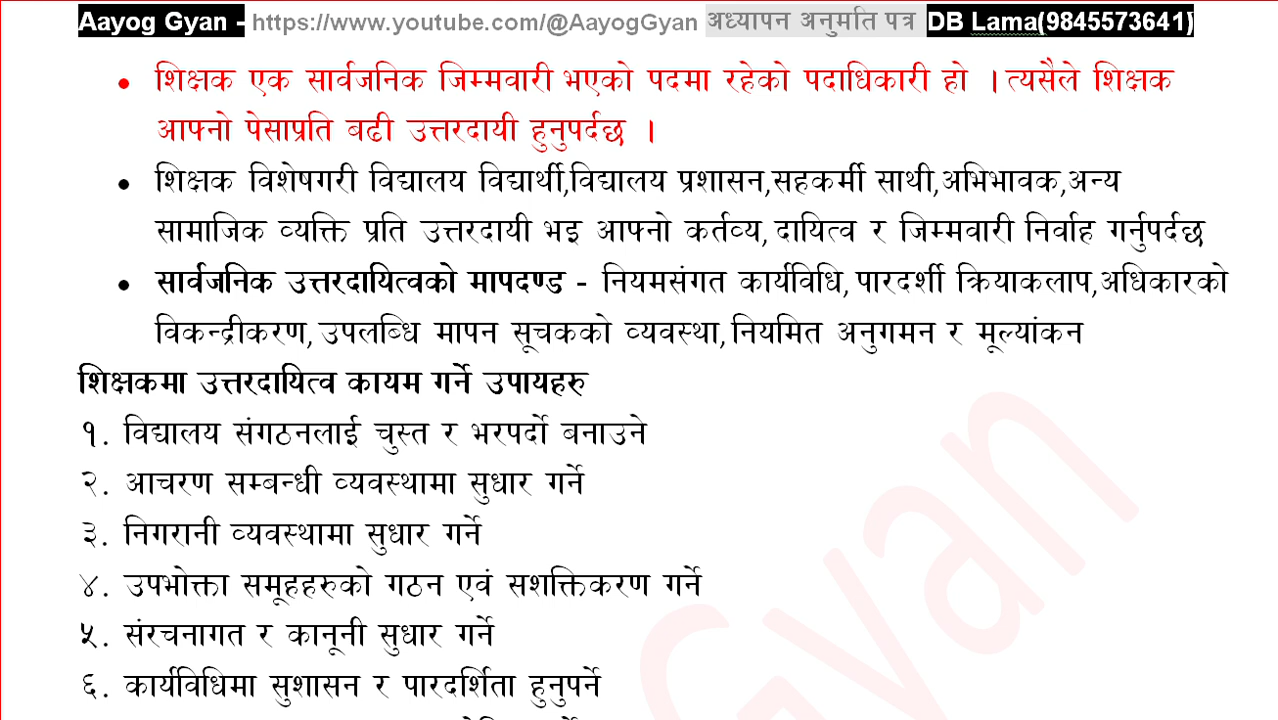 Aayog Gyan - https://www.youtube.com/@AayogGyan अध्यापन अनुमति पत्र DB Lama(9845573641)
• शिक्षक एक सार्वजनिक जिम्मवारी भएको पदमा रहेको पदाधिकारी हो । त्यसैले शिक्षक
आफ्नो पेसाप्रति बढी उत्तरदायी हुनुपर्दछ ।
• शिक्षक विशेषगरी विद्यालय विद्यार्थी,विद्यालय प्रशासन,सहकर्मी साथी,अभिभावक,अन्य
सामाजिक व्यक्ति प्रति उत्तरदायी भइ आफ्नो कर्तव्य, दायित्व र जिम्मवारी निर्वाह गर्नुपर्दछ
• सार्वजनिक उत्तरदायित्वको मापदण्ड - नियमसंगत कार्यविधि, पारदर्शी क्रियाकलाप,अधिकारको
विकन्द्रीकरण, उपलब्धि मापन सूचकको व्यवस्था, नियमित अनुगमन र मूल्यांकन
शिक्षकमा उत्तरदायित्व कायम गर्ने उपायहरु
१. विद्यालय संगठनलाई चुस्त र भरपर्दो बनाउने
२. आचरण सम्बन्धी व्यवस्थामा सुधार गर्ने
३. निगरानी व्यवस्थामा सुधार गर्ने
४. उपभोक्ता समूहहरुको गठन एवं सशक्तिकरण गर्ने
५. संरचनागत र कानूनी सुधार गर्ने
६. कार्यविधिमा सुशासन र पारदर्शिता हुनुपर्ने
Gyan